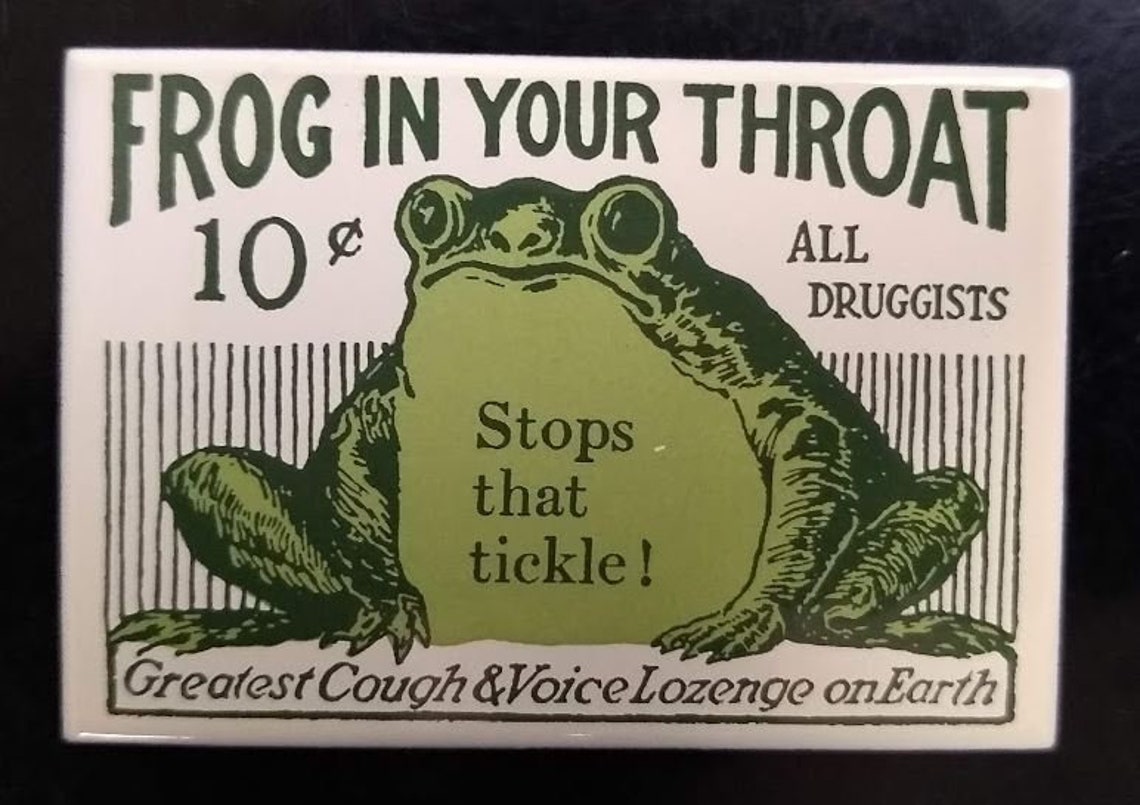 FROG IN YOUR THROAT
10¢
ALL
DRUGGISTS
Stops
that
tickle!
Greatest Cough & Voice Lozenge on Earth